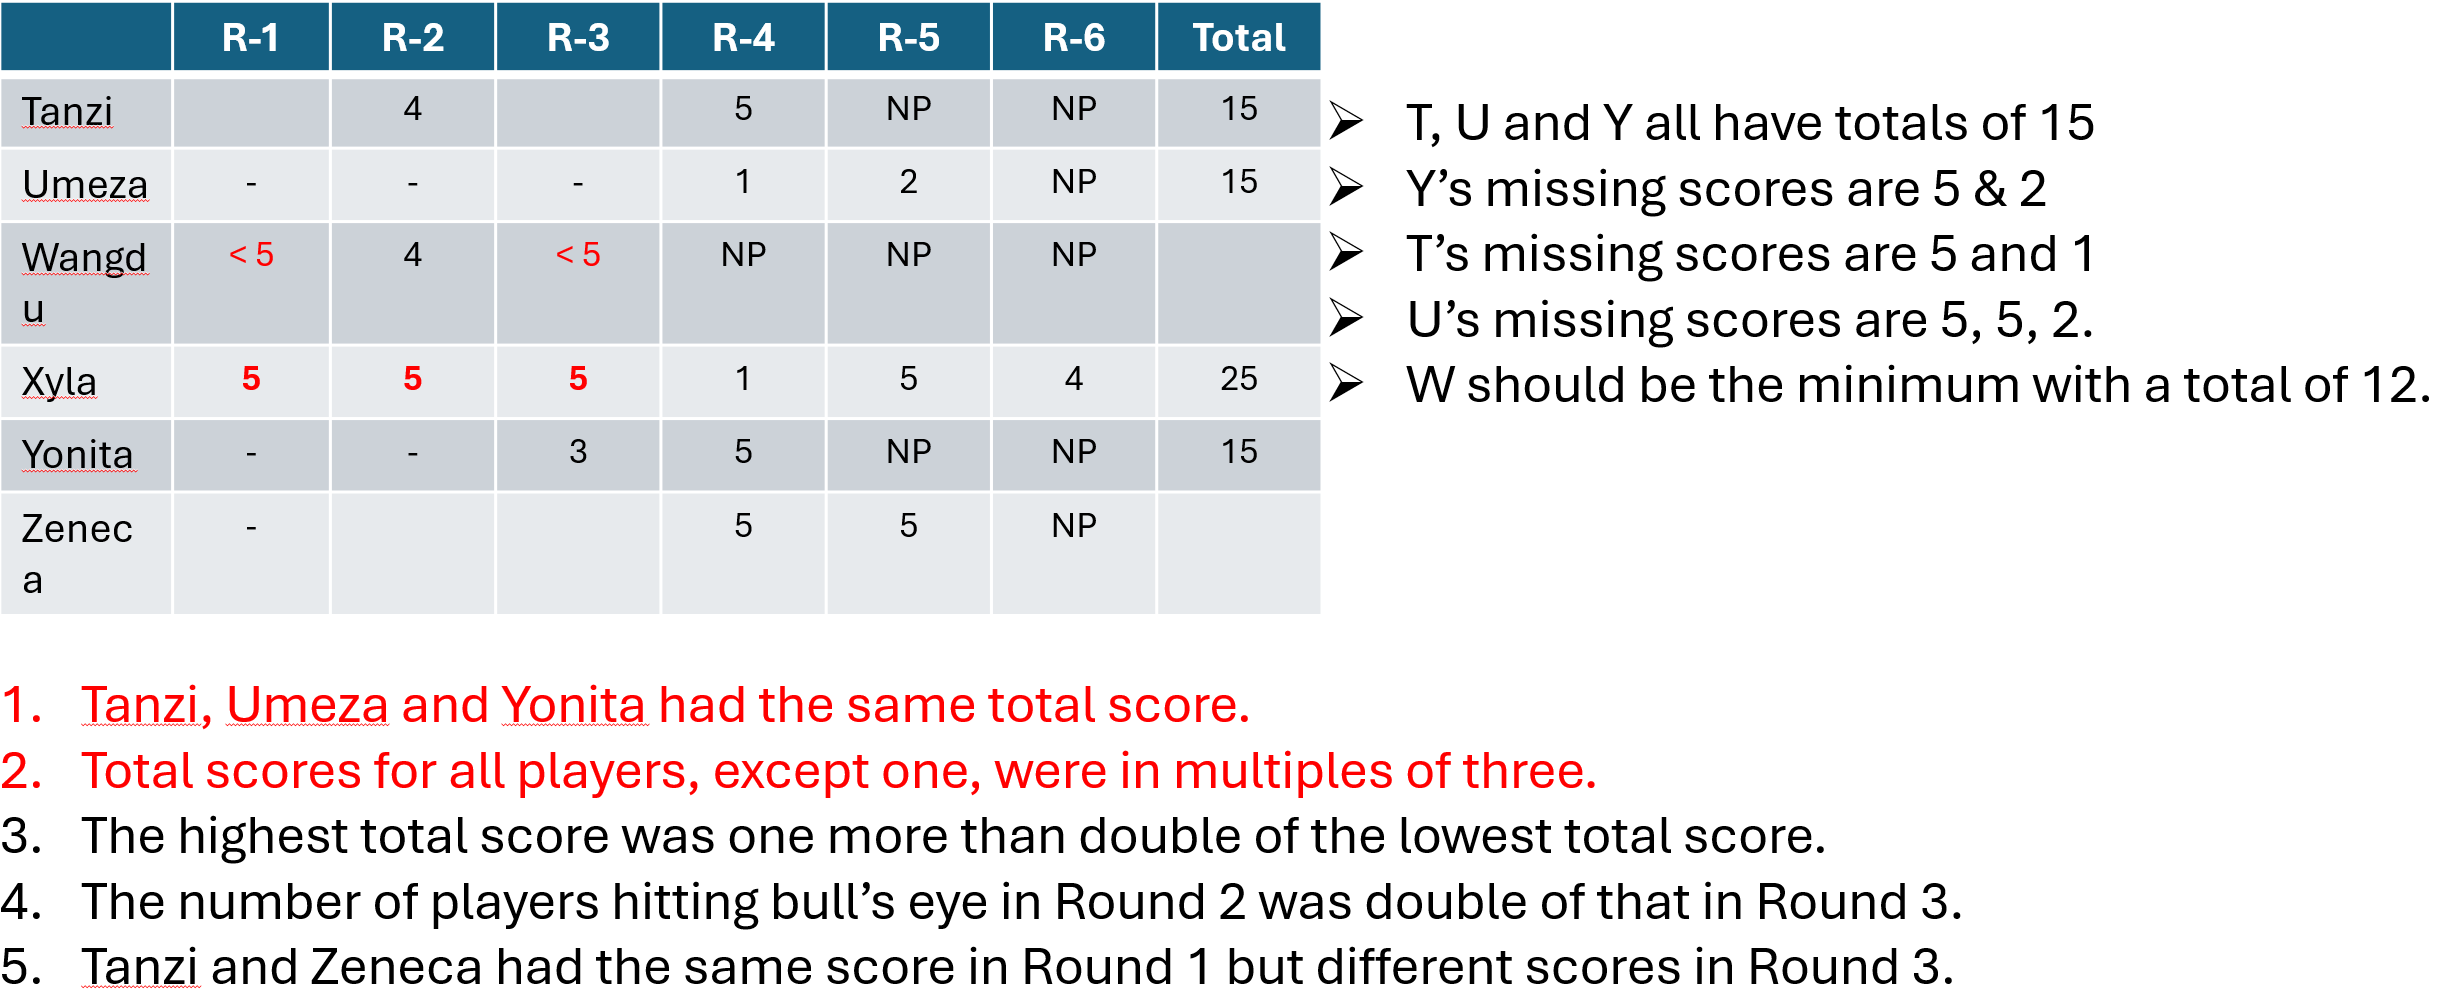 R-1 R-2 R-3 R-4 R-5 R-6 Total
Tanzi - 4 5 NP NP 15
Umeza - - - 1 2 NP 15
Wangd
u < 5 4 < 5 NP NP NP
Xyla 5 5 5 1 5 4 25
Yonita - - 3 5 NP NP 15
Zenec
a - 5 5 NP
➢ T, U and Y all have totals of 15
➢ Y’s missing scores are 5 & 2
➢ T’s missing scores are 5 and 1
➢ U’s missing scores are 5, 5, 2.
➢ W should be the minimum with a total of 12.
1. Tanzi, Umeza and Yonita had the same total score.
2. Total scores for all players, except one, were in multiples of three.
3. The highest total score was one more than double of the lowest total score.
4. The number of players hitting bull’s eye in Round 2 was double of that in Round 3.
5. Tanzi and Zeneca had the same score in Round 1 but different scores in Round 3.